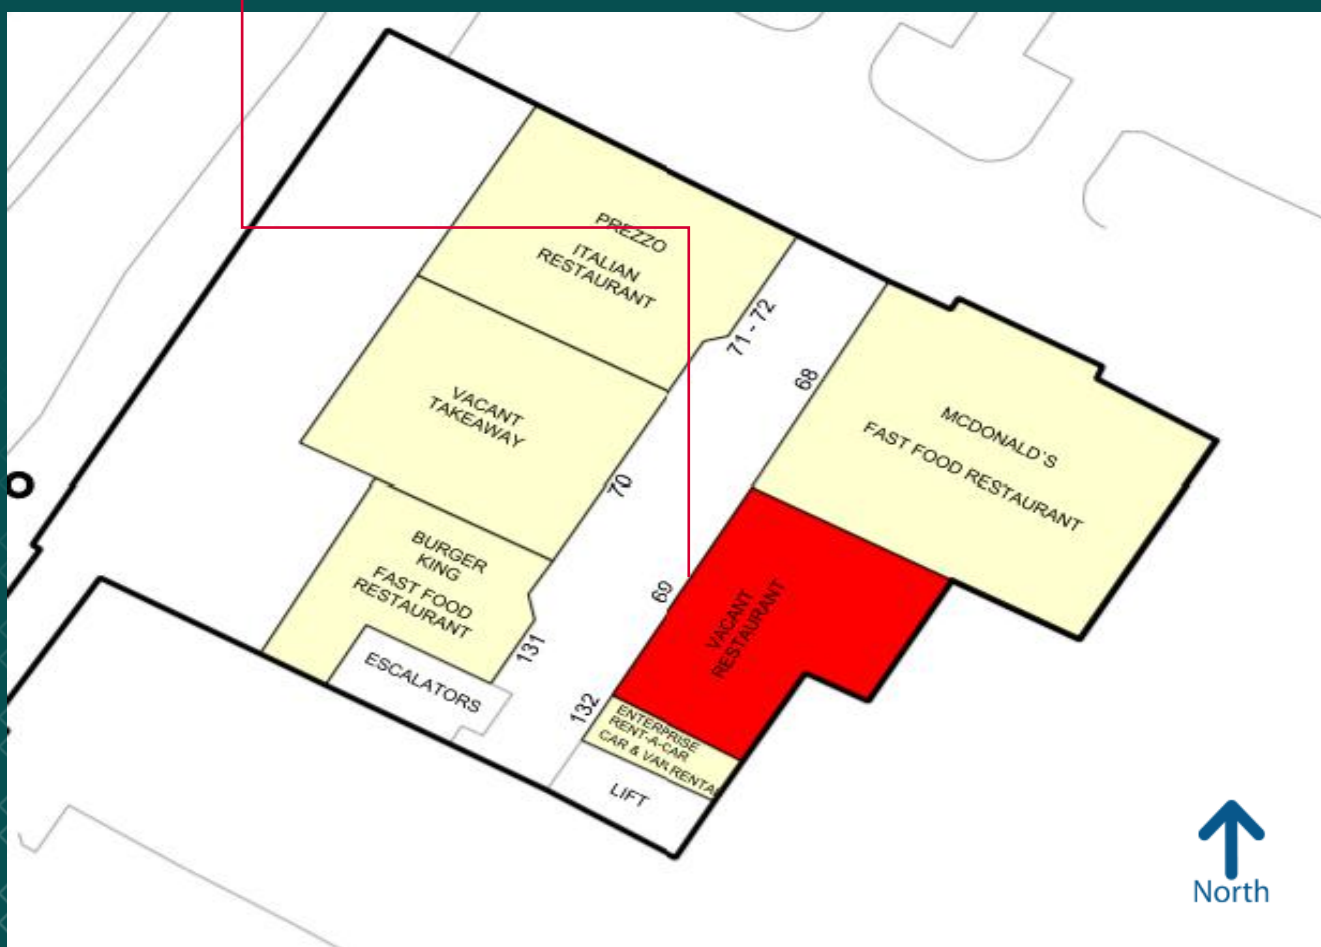 PREZZO
ITALIAN
RESTAURANT
71 - 72
68
MCDONALD'S
FAST FOOD RESTAURANT
VACANT
TAKEAWAY
70
BURGER
KING
FAST FOOD
RESTAURANT
131
ESCALATORS
69
VACANT
RESTAURANT
132
ENTERPRISE
RENT-A-CAR
CAR & VAN RENTA
LIFT
North